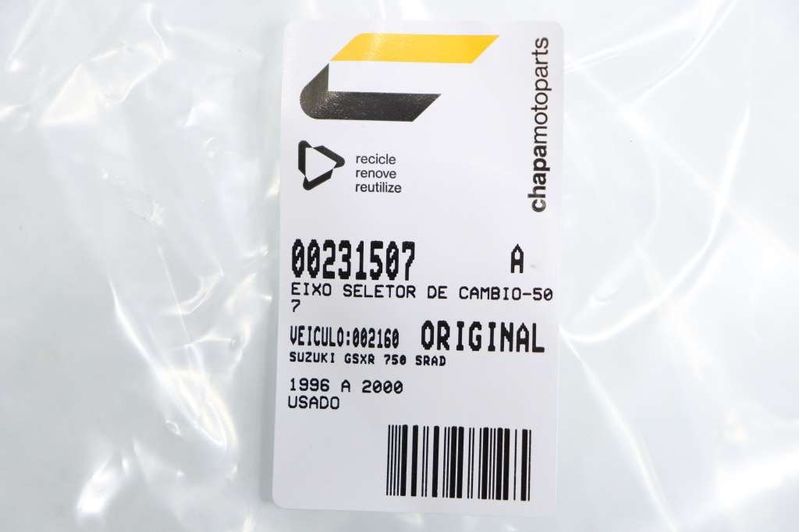 chapamotoparts
recicle
renove
reutilize
00231507 A
EIXO SELETOR DE CAMBIO-50
7
VEICULO:002160 ORIGINAL
SUZUKI GSXR 750 SRAD
1996 A 2000
USADO